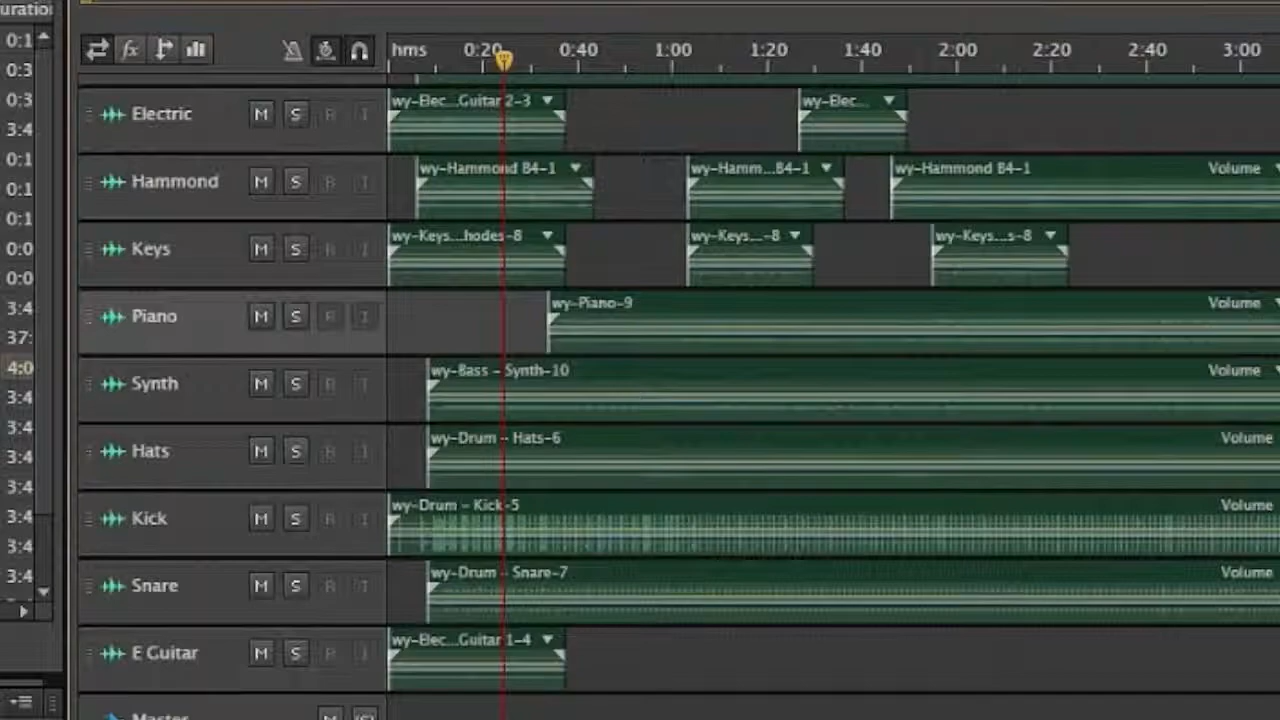 uration
hms 0:20 0:40 1:00 1:20 1:40 2:00 2:20 2:40 3:00
0:1
0:3
0:3
3:4
0:1
0:1
0:1
0:0
0:0
3:4
37:
4:0
3:4
3:4
3:4
3:4
3:4
3:4
3:4
fx
Electric M S R I wy-Elec...Guitar 2-3 wy-Elec...
Hammond M S R I wy-Hammond B4-1 wy-Hamm...B4-1 wy-Hammond B4-1 Volume
Keys M S R I wy-Keys...hodes-8 wy-Keys...-8 wy-Keys...s-8
Piano M S R I wy-Piano-9 Volume
Synth M S R I wy-Bass - Synth-10 Volume
Hats M S R I wy-Drum - Hats-6 Volume
Kick M S R I wy-Drum - Kick-5 Volume
Snare M S R I wy-Drum - Snare-7 Volume
E Guitar M S R I wy-Elec...Guitar 1-4
Master M (S)